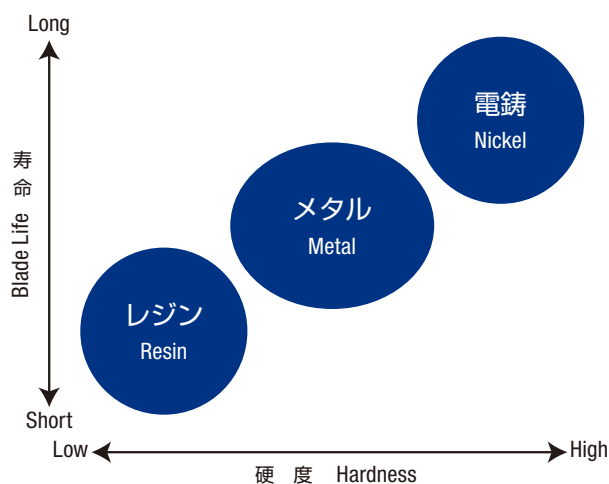 Long
電鋳
Nickel
寿命 Blade Life
メタル
Metal
レジン
Resin
Short
Low
High
硬度 Hardness